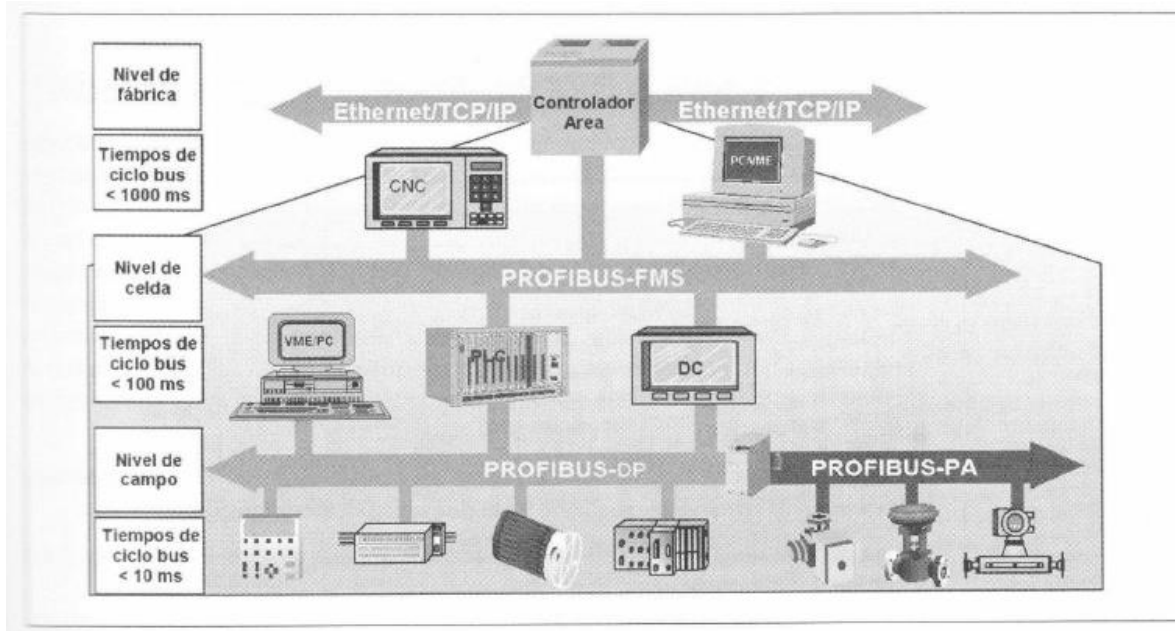 Nivel de
fábrica
Ethernet/TCP/IP
Controlador
Area
Ethernet/TCP/IP
Tiempos de
ciclo bus
< 1000 ms
CNC
PC/VME
Nivel de
celda
PROFIBUS-FMS
Tiempos de
ciclo bus
< 100 ms
VME/PC
PLC
DC
Nivel de
campo
PROFIBUS-DP
PROFIBUS-PA
Tiempos de
ciclo bus
< 10 ms